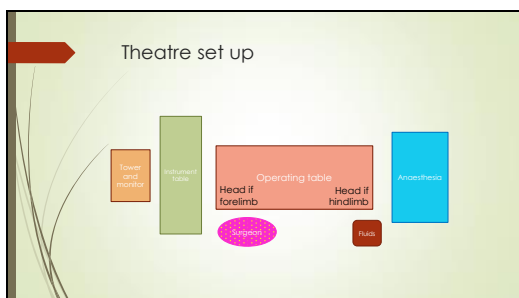 Theatre set up
Tower
and
monitor
Instrument
table
Operating table
Head if
forelimb
Head if
hindlimb
Anaesthesia
Surgeon
Fluids